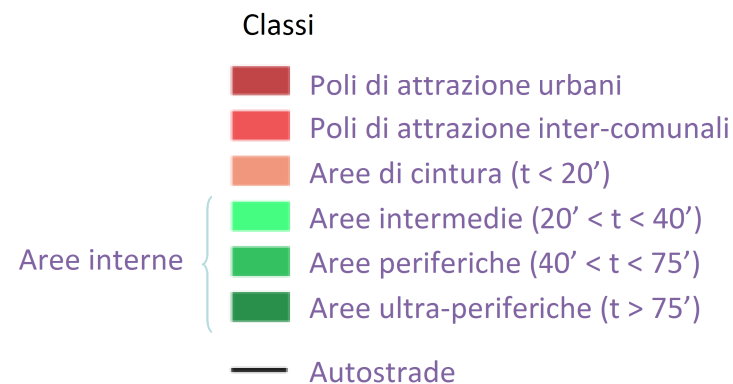 Classi
Poli di attrazione urbani
Poli di attrazione inter-comunali
Aree di cintura (t < 20’)
Aree intermedie (20’ < t < 40’)
Aree interne
Aree periferiche (40’ < t < 75’)
Aree ultra-periferiche (t > 75’)
Autostrade